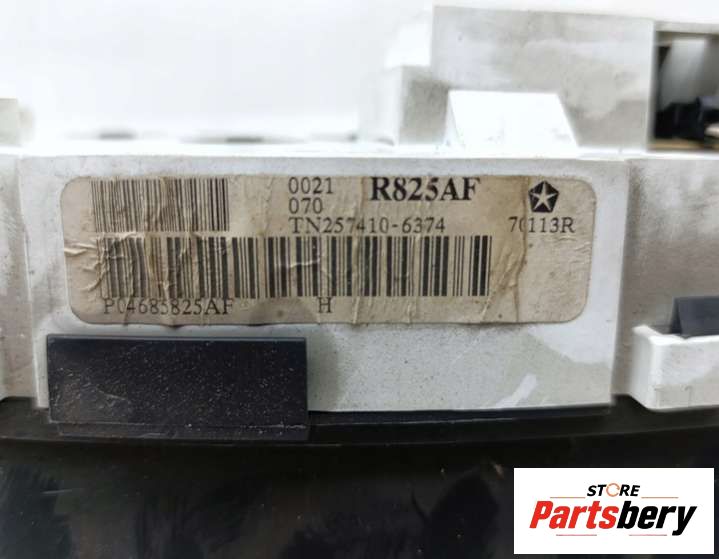 0021 R825AF
070
TN257410-6374 70113R
P04685825AF H
STORE
Partsbery